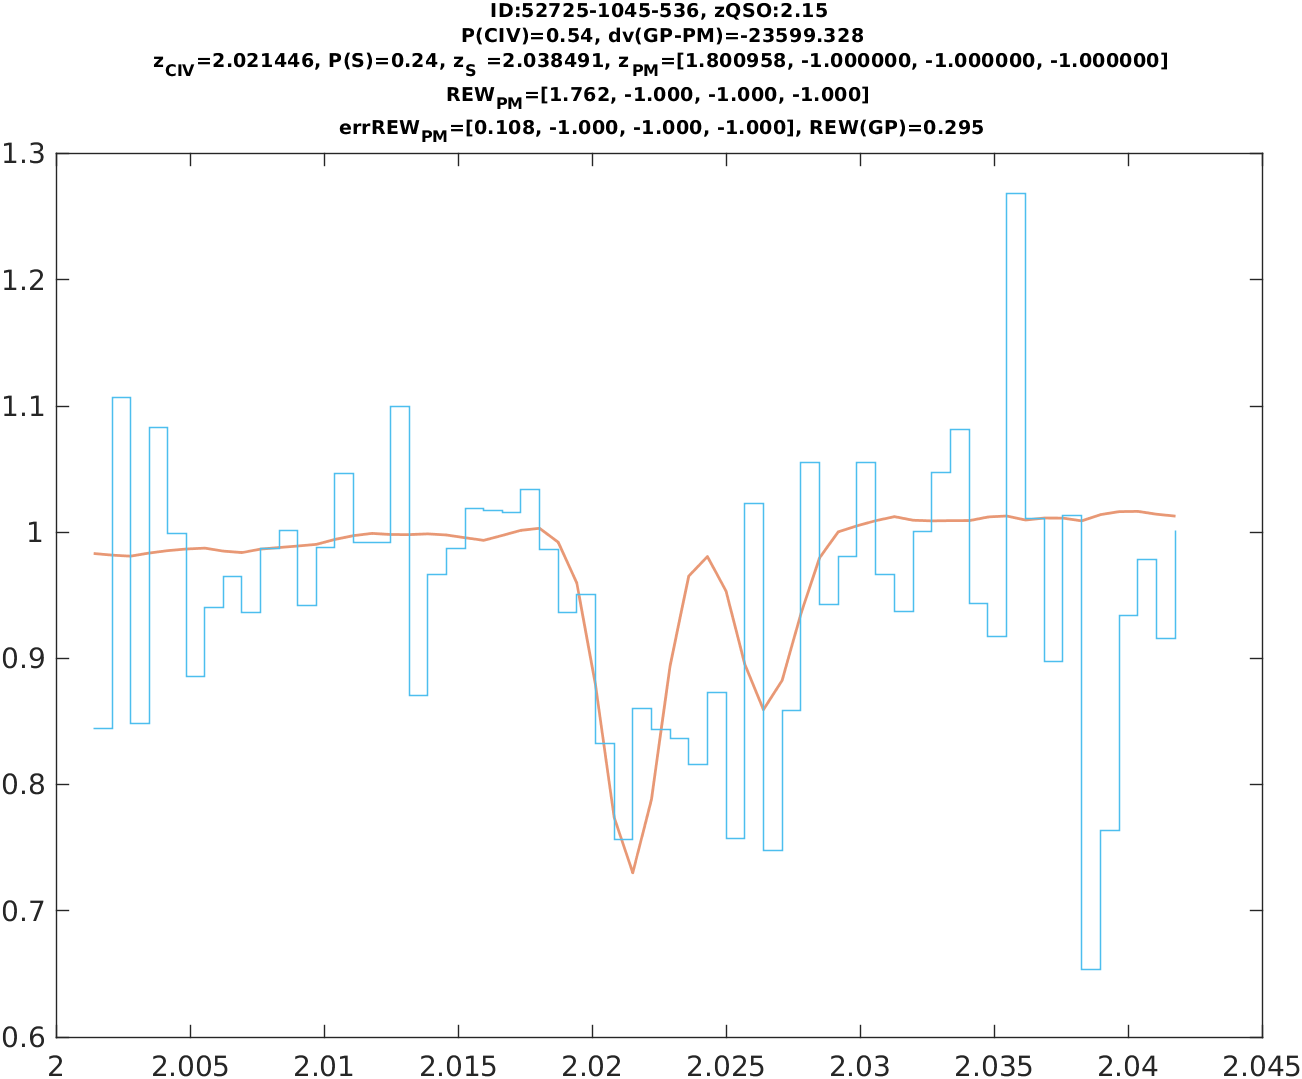 ID:52725-1045-536, zQSO:2.15
P(CIV)=0.54, dv(GP-PM)=-23599.328
zCIV=2.021446, P(S)=0.24, zS =2.038491, zPM=[1.800958, -1.000000, -1.000000, -1.000000]
REWPM=[1.762, -1.000, -1.000, -1.000]
errREWPM=[0.108, -1.000, -1.000, -1.000], REW(GP)=0.295
1.3
1.2
1.1
1
0.9
0.8
0.7
0.6
2 2.005 2.01 2.015 2.02 2.025 2.03 2.035 2.04 2.045